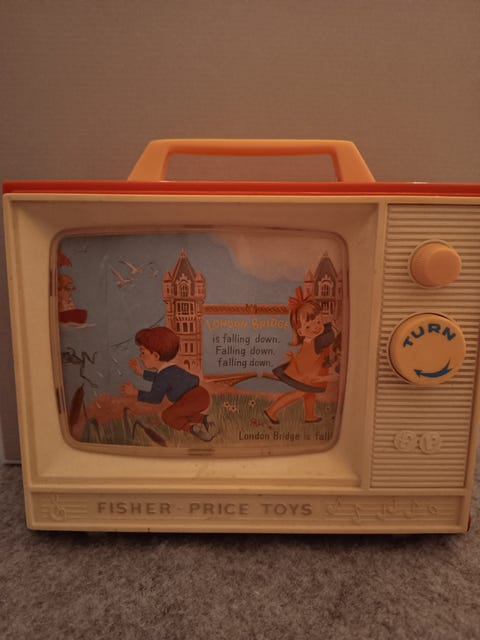 LONDON BRIDGE
is falling down.
Falling down,
falling down,
London Bridge is fall
TURN
FP
FISHER-PRICE TOYS